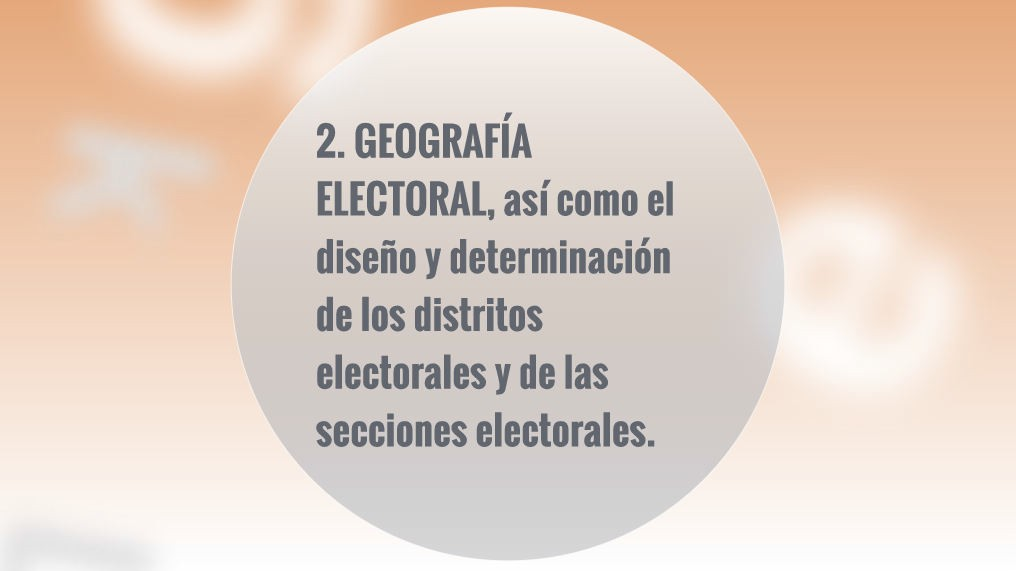 2. GEOGRAFÍA
ELECTORAL, así como el
diseño y determinación
de los distritos
electorales y de las
secciones electorales.